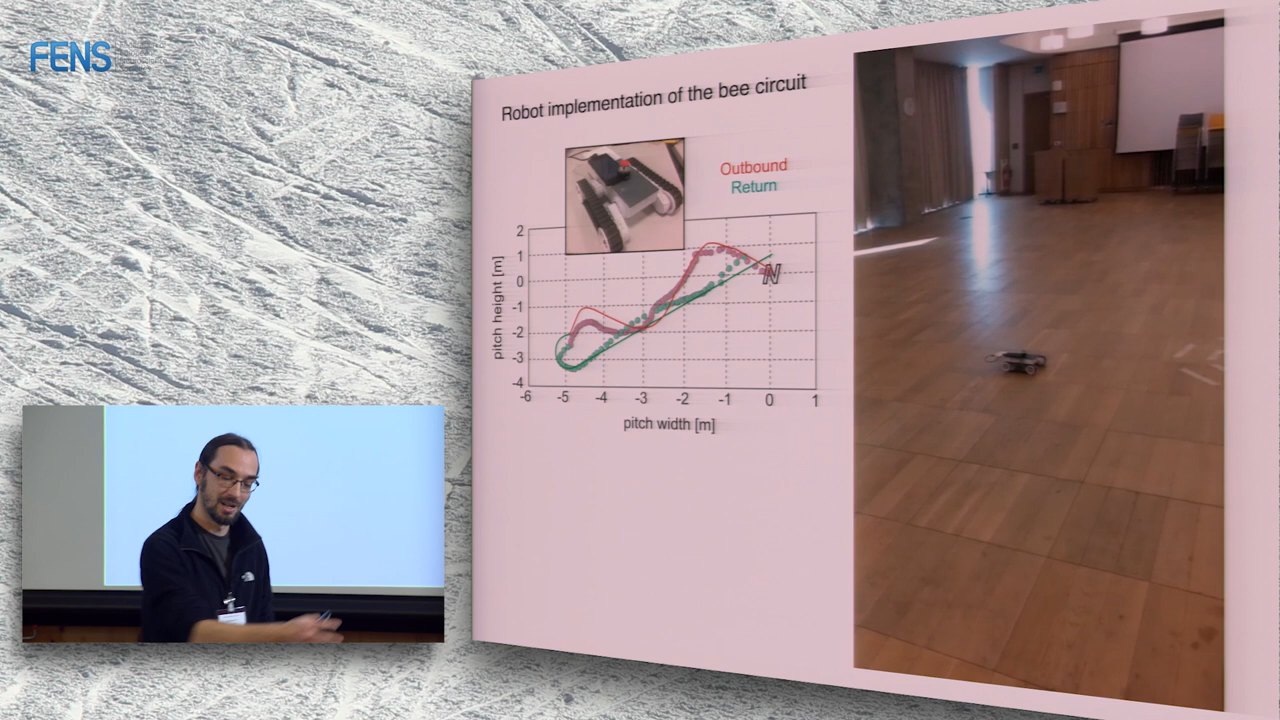 FENS
Robot implementation of the bee circuit
Outbound
Return
2
1
0
-1
-2
-3
-4
pitch height [m]
N
-6 -5 -4 -3 -2 -1 0 1
pitch width [m]